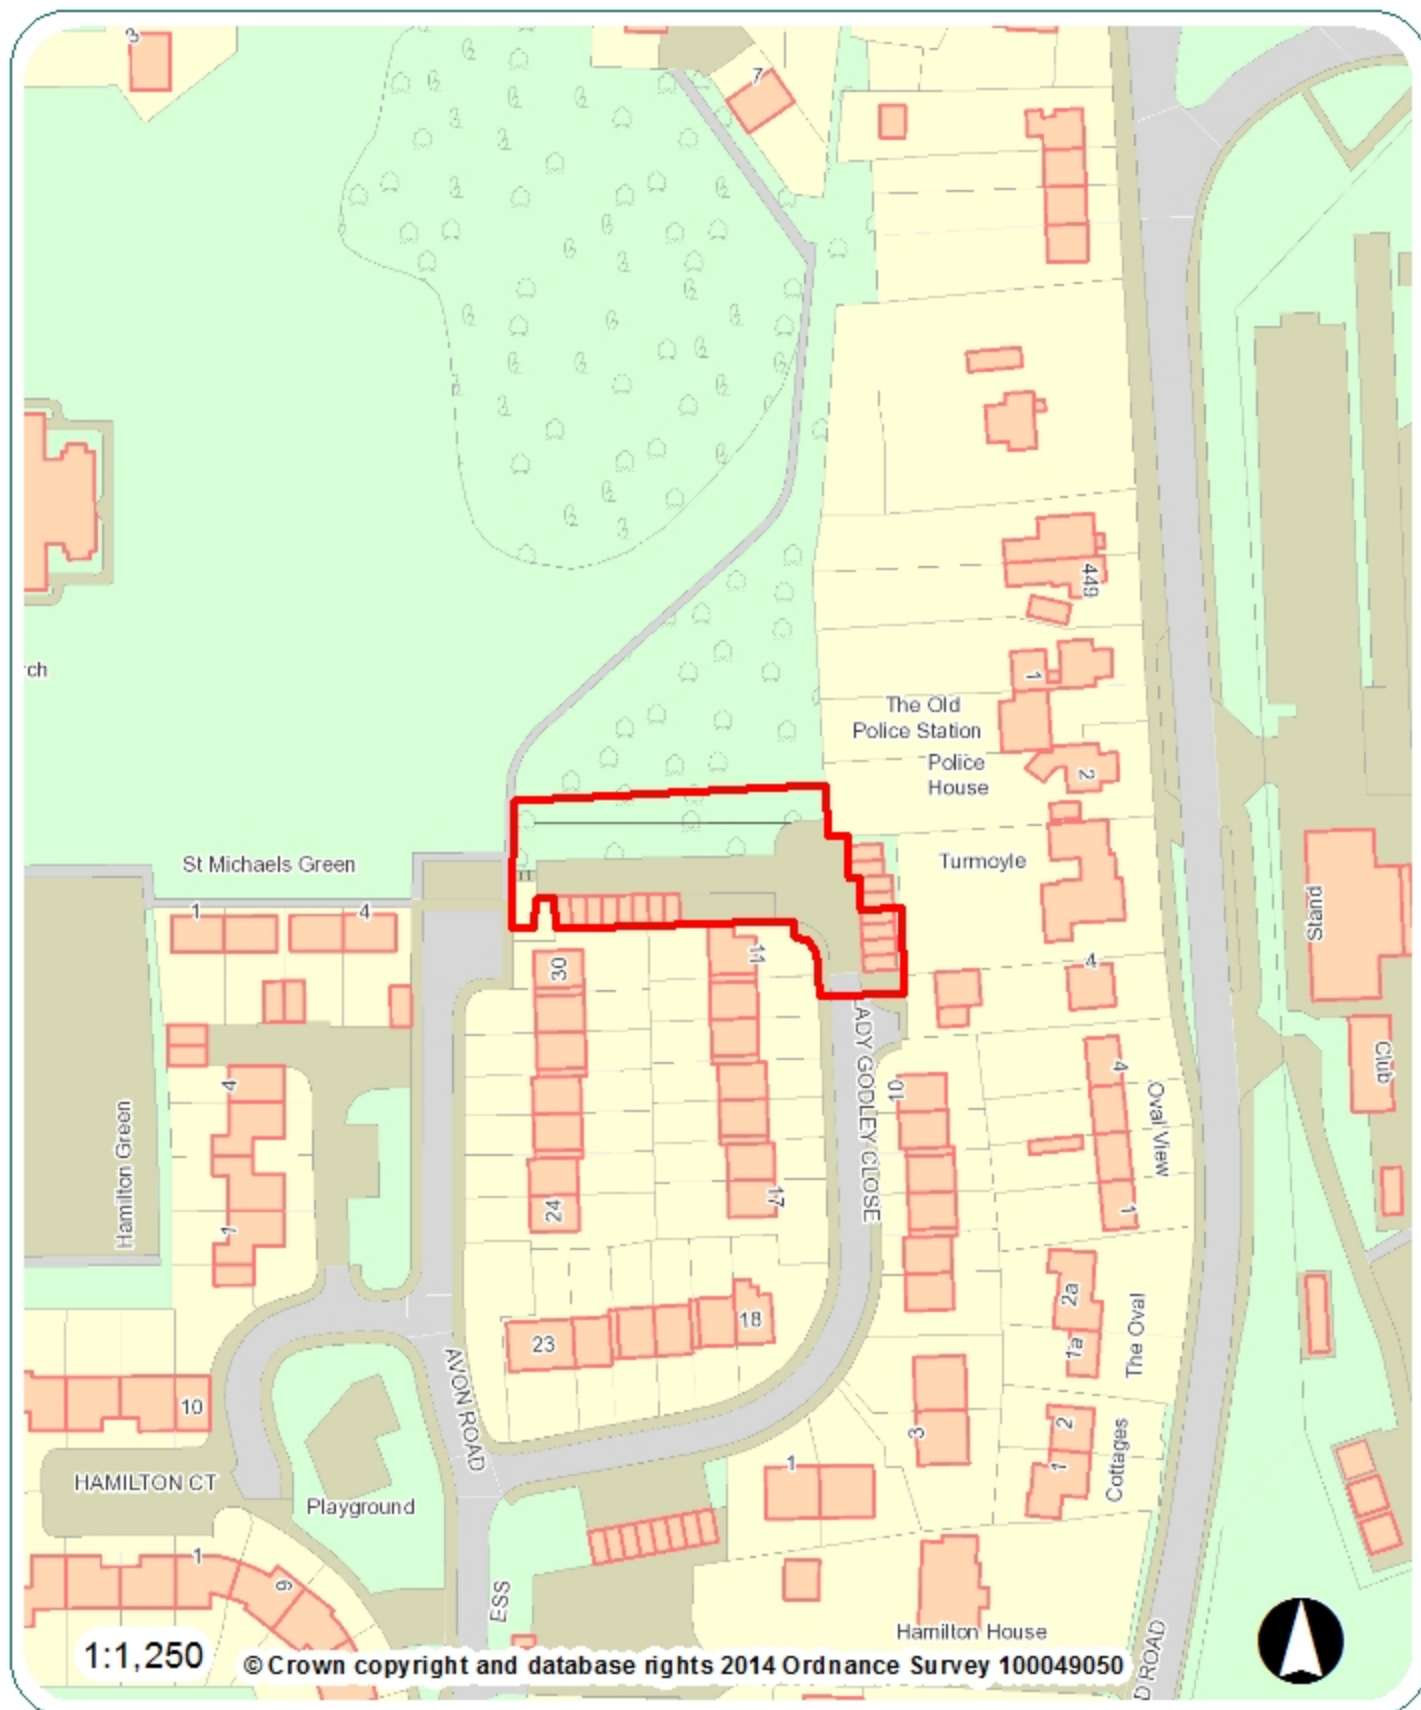 3
7
449
1
The Old
Police Station
Police
House
2
rch
St Michaels Green
Turmoyle
1
4
Stand
11
30
4
LADY GODLEY CLOSE
Club
4
4
10
Oval View
Hamilton Green
17
24
1
1
2a
The Oval
18
23
1a
AVON ROAD
10
2
3
Cottages
1
1
HAMILTON CT
Playground
1
ESS
Hamilton House
D ROAD
1:1,250
© Crown copyright and database rights 2014 Ordnance Survey 100049050